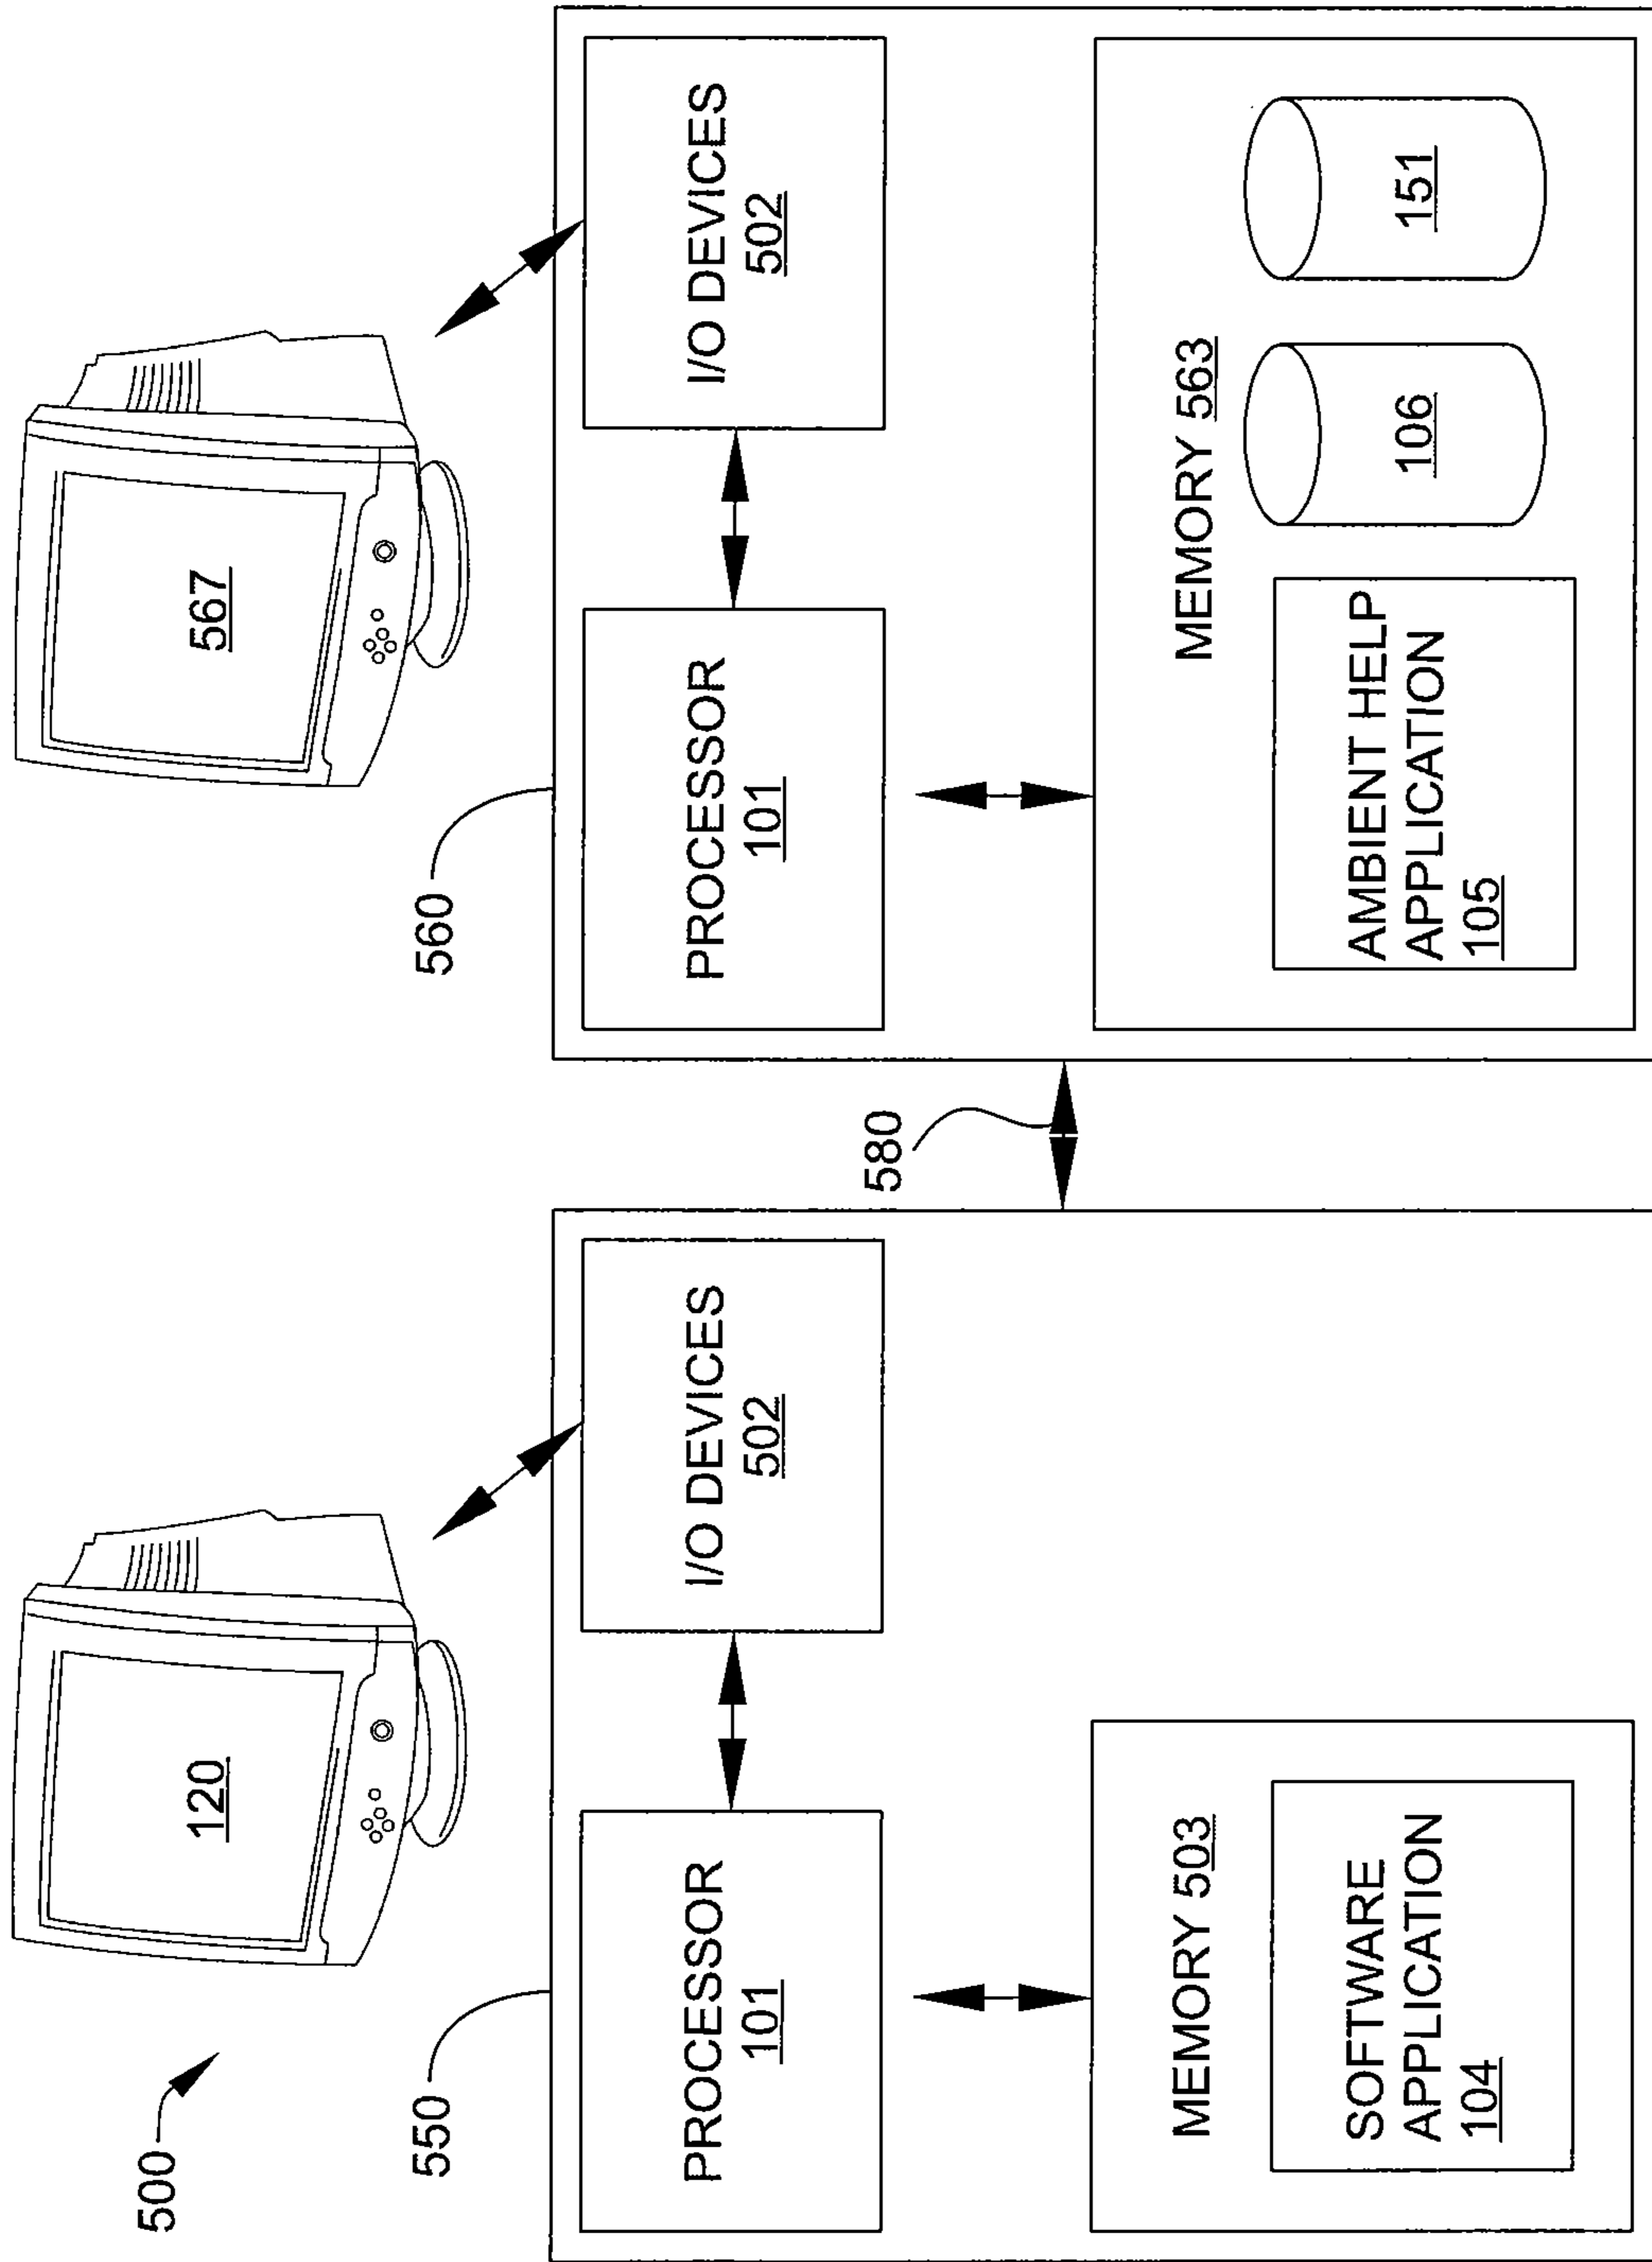 500
120
550
PROCESSOR
101
I/O DEVICES
502
MEMORY 503
SOFTWARE
APPLICATION
104
580
567
560
PROCESSOR
101
I/O DEVICES
502
MEMORY 563
AMBIENT HELP
APPLICATION
105
106
151